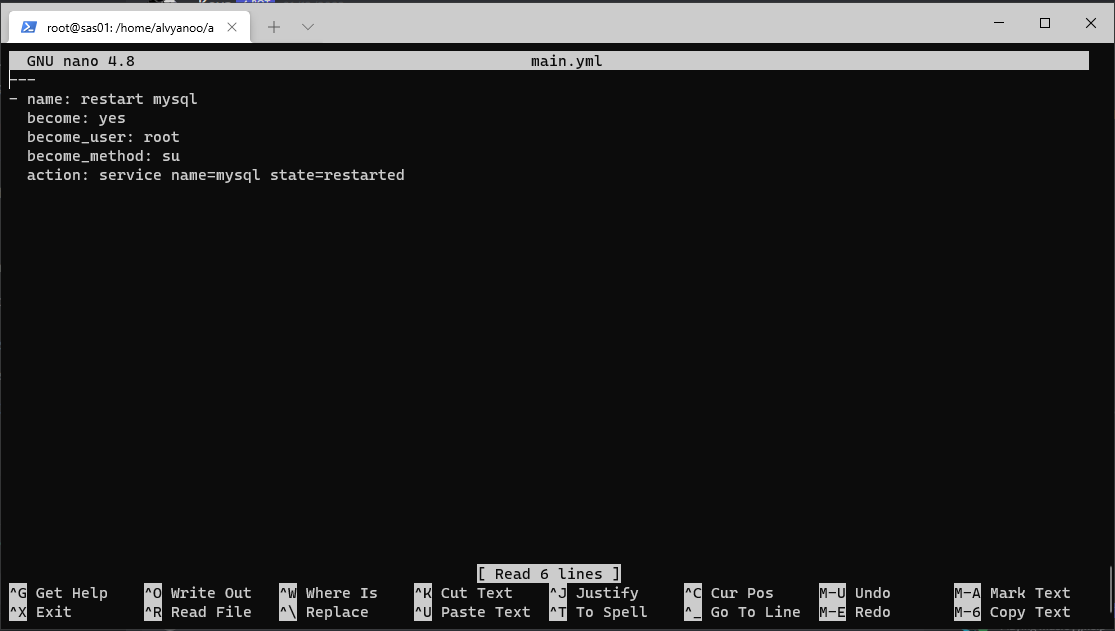 root@sas01: /home/alvyanoo/a
GNU nano 4.8 main.yml
---
- name: restart mysql
  become: yes
  become_user: root
  become_method: su
  action: service name=mysql state=restarted
[ Read 6 lines ]
^G Get Help ^O Write Out ^W Where Is ^K Cut Text ^J Justify ^C Cur Pos M-U Undo M-A Mark Text
^X Exit ^R Read File ^\ Replace ^U Paste Text ^T To Spell ^_ Go To Line M-E Redo M-6 Copy Text